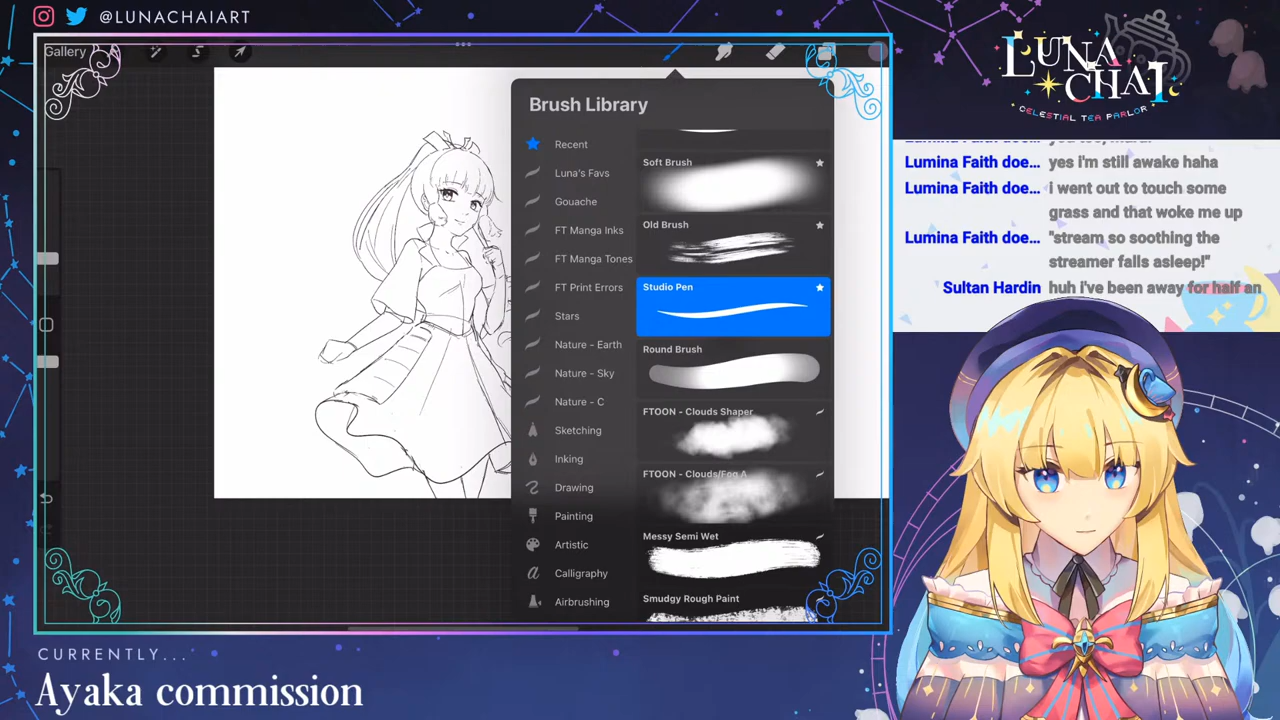 @LUNACHAIART
Gallery
Brush Library
Recent
Luna's Favs
Gouache
FT Manga Inks
FT Manga Tones
FT Print Errors
Stars
Nature - Earth
Nature - Sky
Nature - C
Sketching
Inking
Drawing
Painting
Artistic
Calligraphy
Airbrushing
Soft Brush
Old Brush
Studio Pen
Round Brush
FTOON - Clouds Shaper
FTOON - Clouds/Fog A
Messy Semi Wet
Smudgy Rough Paint
LUNA
CHAI
CELESTIAL TEA PARLOR
Lumina Faith doe... yes i'm still awake haha
Lumina Faith doe... i went out to touch some
grass and that woke me up
Lumina Faith doe... "stream so soothing the
streamer falls asleep!"
Sultan Hardin huh i've been away for half an
CURRENTLY...
Ayaka commission